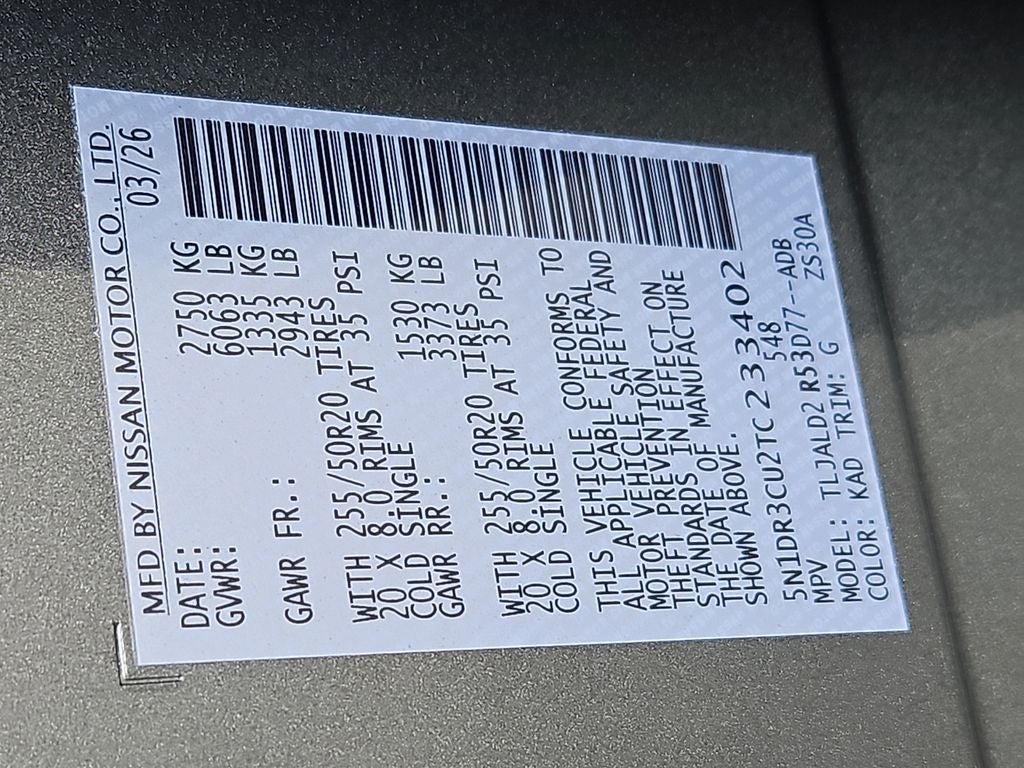 MFD BY NISSAN MOTOR CO., LTD.
DATE: 03/26
GVWR: 2750 KG
6063 LB
1335 KG
GAWR FR.: 2943 LB
WITH 255/50R20 TIRES
20 X 8.0 RIMS AT 35 PSI
COLD SINGLE 1530 KG
GAWR RR.: 3373 LB
WITH 255/50R20 TIRES
20 X 8.0 RIMS AT 35 PSI
COLD SINGLE
THIS VEHICLE CONFORMS TO
ALL APPLICABLE FEDERAL
MOTOR VEHICLE SAFETY AND
THEFT PREVENTION
STANDARDS IN EFFECT ON
THE DATE OF MANUFACTURE
SHOWN ABOVE.
5N1DR3CU2TC233402
MPV 548
MODEL: TLJALD2 R53D77--ADB
COLOR: KAD TRIM: G ZS30A